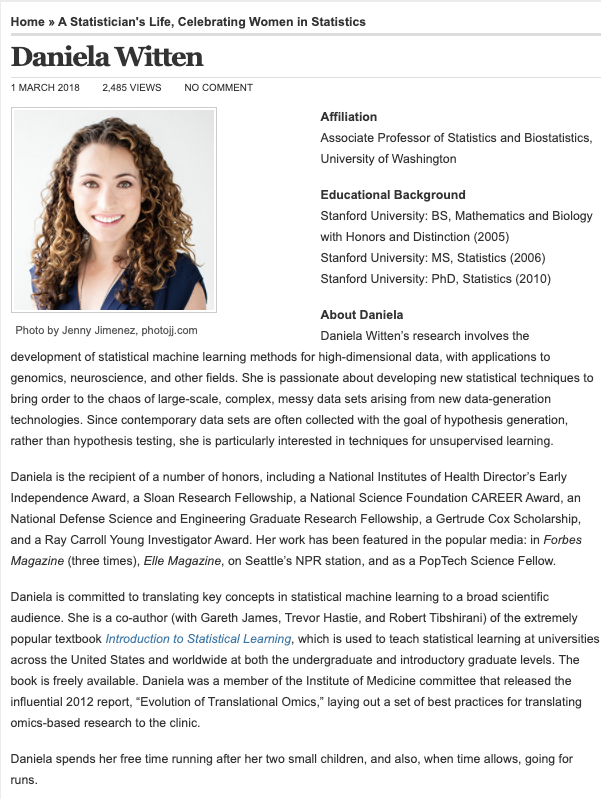 Home » A Statistician's Life, Celebrating Women in Statistics
Daniela Witten
1 MARCH 2018 2,485 VIEWS NO COMMENT
Photo by Jenny Jimenez, photojj.com
Affiliation
Associate Professor of Statistics and Biostatistics,
University of Washington
Educational Background
Stanford University: BS, Mathematics and Biology
with Honors and Distinction (2005)
Stanford University: MS, Statistics (2006)
Stanford University: PhD, Statistics (2010)
About Daniela
Daniela Witten’s research involves the
development of statistical machine learning methods for high-dimensional data, with applications to
genomics, neuroscience, and other fields. She is passionate about developing new statistical techniques to
bring order to the chaos of large-scale, complex, messy data sets arising from new data-generation
technologies. Since contemporary data sets are often collected with the goal of hypothesis generation,
rather than hypothesis testing, she is particularly interested in techniques for unsupervised learning.
Daniela is the recipient of a number of honors, including a National Institutes of Health Director’s Early
Independence Award, a Sloan Research Fellowship, a National Science Foundation CAREER Award, an
National Defense Science and Engineering Graduate Research Fellowship, a Gertrude Cox Scholarship,
and a Ray Carroll Young Investigator Award. Her work has been featured in the popular media: in Forbes
Magazine (three times), Elle Magazine, on Seattle’s NPR station, and as a PopTech Science Fellow.
Daniela is committed to translating key concepts in statistical machine learning to a broad scientific
audience. She is a co-author (with Gareth James, Trevor Hastie, and Robert Tibshirani) of the extremely
popular textbook Introduction to Statistical Learning, which is used to teach statistical learning at universities
across the United States and worldwide at both the undergraduate and introductory graduate levels. The
book is freely available. Daniela was a member of the Institute of Medicine committee that released the
influential 2012 report, “Evolution of Translational Omics,” laying out a set of best practices for translating
omics-based research to the clinic.
Daniela spends her free time running after her two small children, and also, when time allows, going for
runs.